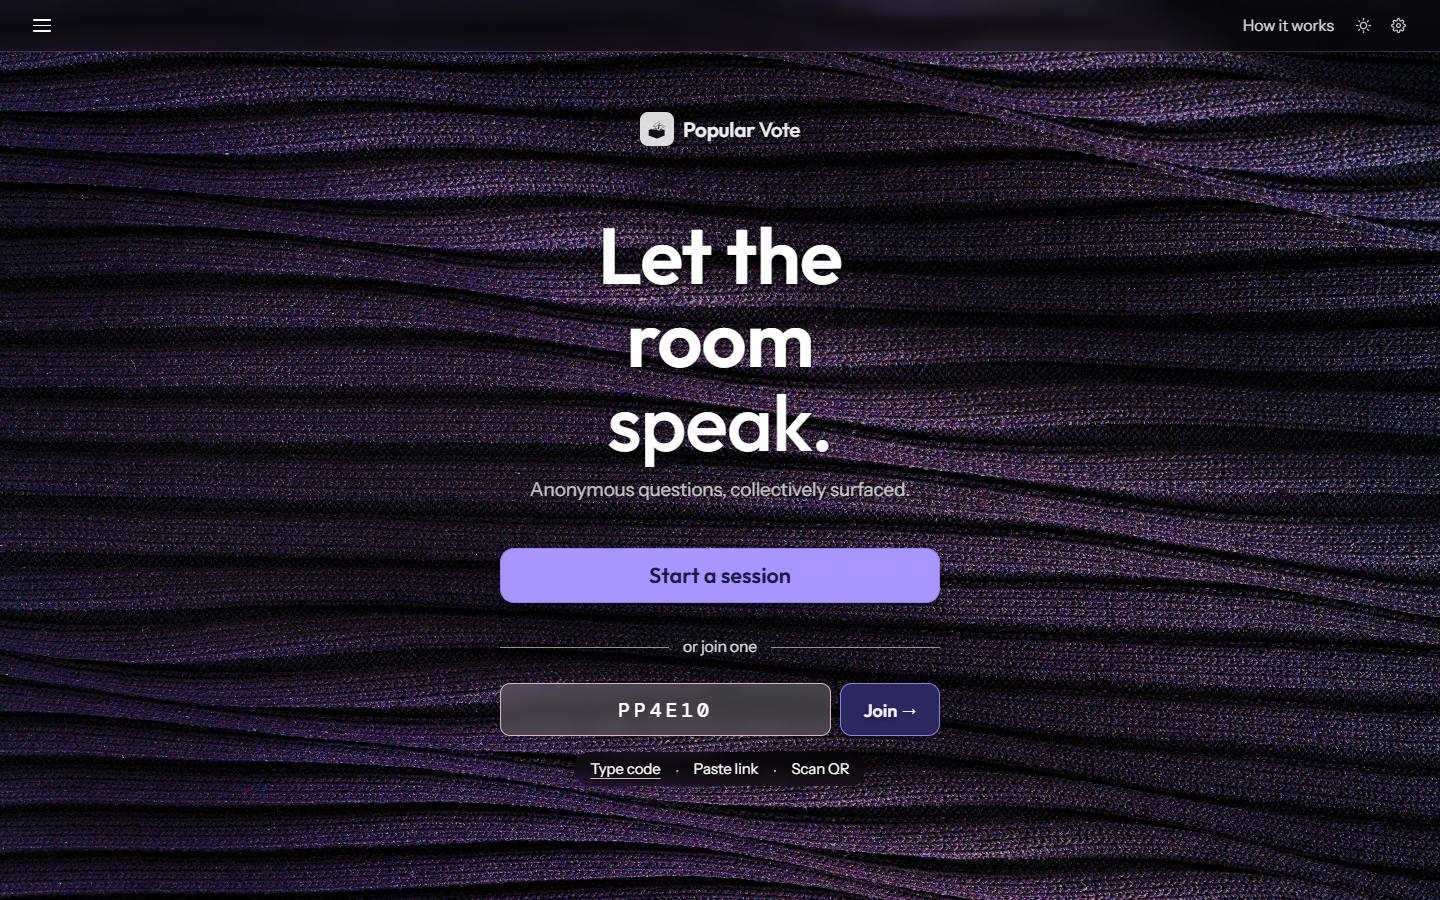 How it works
Popular Vote
Let the
room
speak.
Anonymous questions, collectively surfaced.
Start a session
or join one
PP4E10
Join →
Type code · Paste link · Scan QR